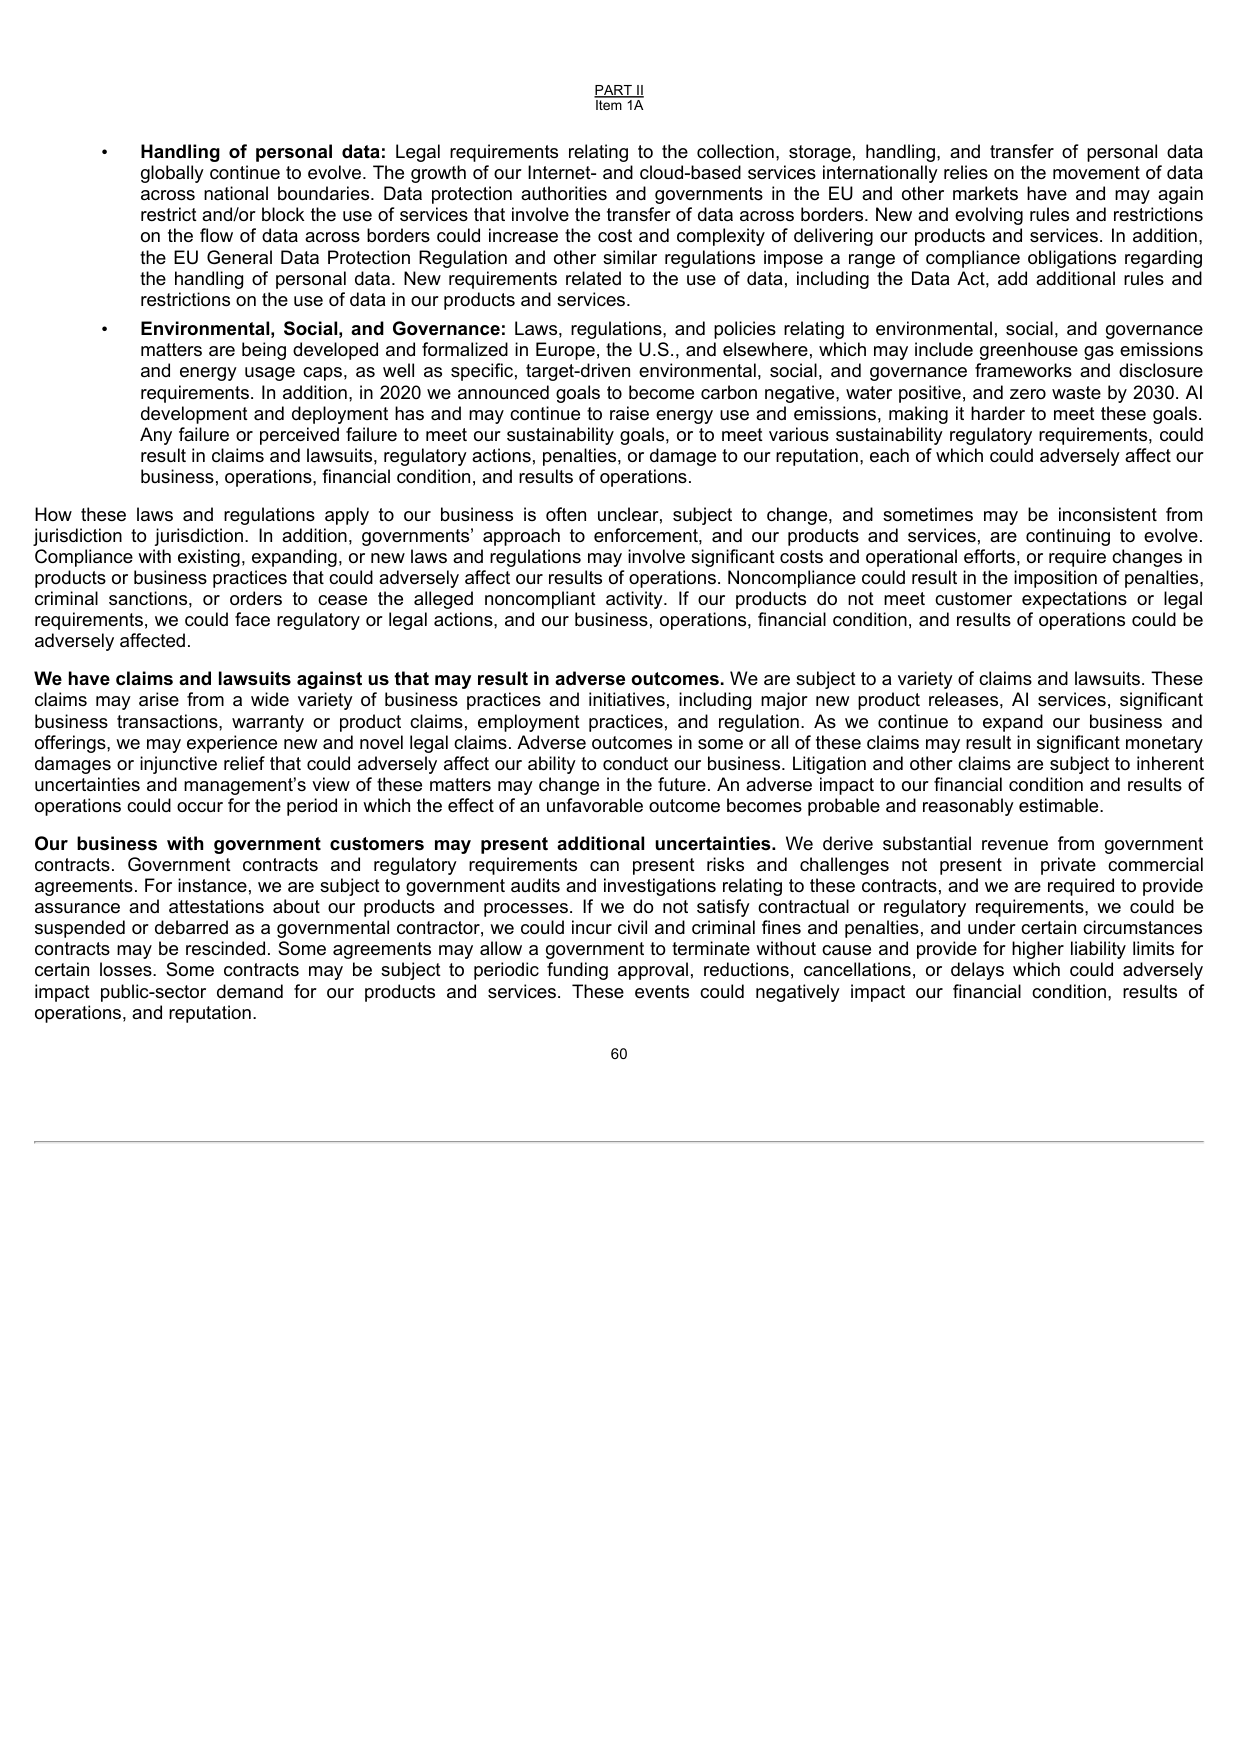 PART II
Item 1A
• Handling of personal data: Legal requirements relating to the collection, storage, handling, and transfer of personal data
globally continue to evolve. The growth of our Internet- and cloud-based services internationally relies on the movement of data
across national boundaries. Data protection authorities and governments in the EU and other markets have and may again
restrict and/or block the use of services that involve the transfer of data across borders. New and evolving rules and restrictions
on the flow of data across borders could increase the cost and complexity of delivering our products and services. In addition,
the EU General Data Protection Regulation and other similar regulations impose a range of compliance obligations regarding
the handling of personal data. New requirements related to the use of data, including the Data Act, add additional rules and
restrictions on the use of data in our products and services.
• Environmental, Social, and Governance: Laws, regulations, and policies relating to environmental, social, and governance
matters are being developed and formalized in Europe, the U.S., and elsewhere, which may include greenhouse gas emissions
and energy usage caps, as well as specific, target-driven environmental, social, and governance frameworks and disclosure
requirements. In addition, in 2020 we announced goals to become carbon negative, water positive, and zero waste by 2030. AI
development and deployment has and may continue to raise energy use and emissions, making it harder to meet these goals.
Any failure or perceived failure to meet our sustainability goals, or to meet various sustainability regulatory requirements, could
result in claims and lawsuits, regulatory actions, penalties, or damage to our reputation, each of which could adversely affect our
business, operations, financial condition, and results of operations.
How these laws and regulations apply to our business is often unclear, subject to change, and sometimes may be inconsistent from
jurisdiction to jurisdiction. In addition, governments’ approach to enforcement, and our products and services, are continuing to evolve.
Compliance with existing, expanding, or new laws and regulations may involve significant costs and operational efforts, or require changes in
products or business practices that could adversely affect our results of operations. Noncompliance could result in the imposition of penalties,
criminal sanctions, or orders to cease the alleged noncompliant activity. If our products do not meet customer expectations or legal
requirements, we could face regulatory or legal actions, and our business, operations, financial condition, and results of operations could be
adversely affected.
We have claims and lawsuits against us that may result in adverse outcomes. We are subject to a variety of claims and lawsuits. These
claims may arise from a wide variety of business practices and initiatives, including major new product releases, AI services, significant
business transactions, warranty or product claims, employment practices, and regulation. As we continue to expand our business and
offerings, we may experience new and novel legal claims. Adverse outcomes in some or all of these claims may result in significant monetary
damages or injunctive relief that could adversely affect our ability to conduct our business. Litigation and other claims are subject to inherent
uncertainties and management’s view of these matters may change in the future. An adverse impact to our financial condition and results of
operations could occur for the period in which the effect of an unfavorable outcome becomes probable and reasonably estimable.
Our business with government customers may present additional uncertainties. We derive substantial revenue from government
contracts. Government contracts and regulatory requirements can present risks and challenges not present in private commercial
agreements. For instance, we are subject to government audits and investigations relating to these contracts, and we are required to provide
assurance and attestations about our products and processes. If we do not satisfy contractual or regulatory requirements, we could be
suspended or debarred as a governmental contractor, we could incur civil and criminal fines and penalties, and under certain circumstances
contracts may be rescinded. Some agreements may allow a government to terminate without cause and provide for higher liability limits for
certain losses. Some contracts may be subject to periodic funding approval, reductions, cancellations, or delays which could adversely
impact public-sector demand for our products and services. These events could negatively impact our financial condition, results of
operations, and reputation.
60